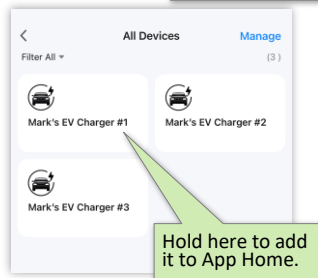 All Devices
Manage
Filter All
(3)
Mark's EV Charger #1
Mark's EV Charger #2
Mark's EV Charger #3
Hold here to add
it to App Home.